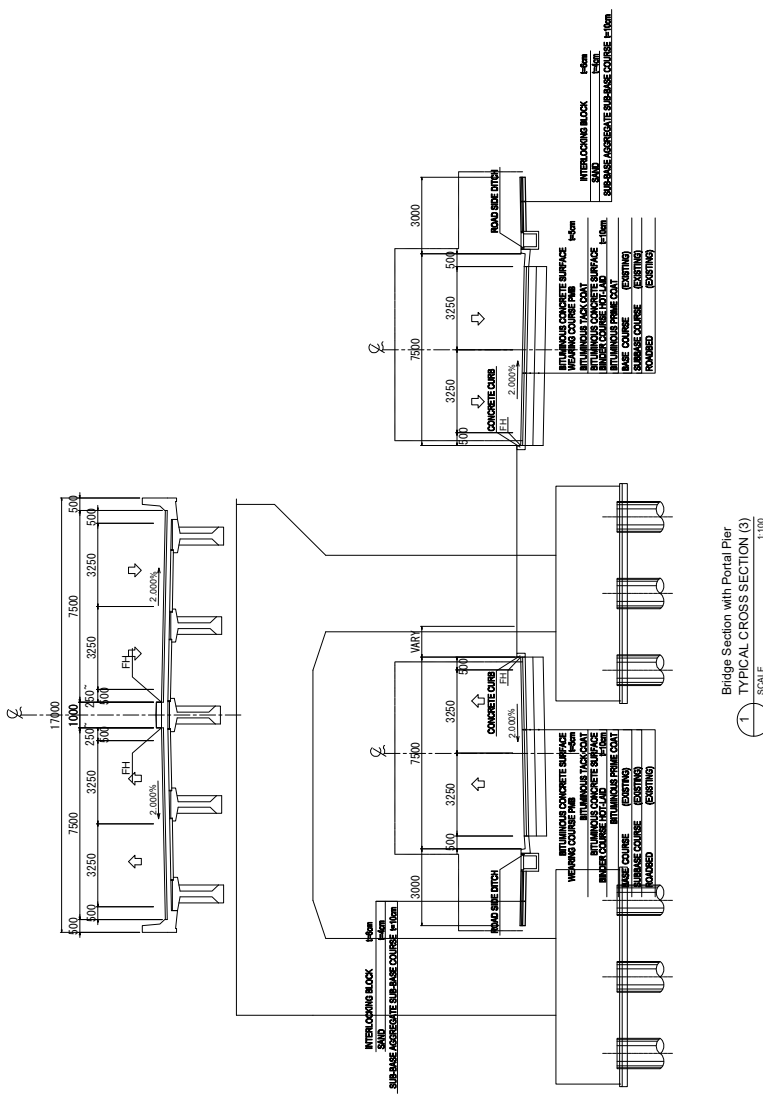 ℄
17000
500
7500
1000
7500
500
500
3250
3250
250~
500
250~
500
3250
3250
500
FH
FH
2.000%
2.000%
INTERLOCKING BLOCK t=6cm
SAND t=4cm
SUB-BASE AGGREGATE SUB-BASE COURSE t=10cm
℄
3000
7500
VARY
3250
3250
500
ROAD SIDE DITCH
CONCRETE CURB
FH
2.000%
BITUMINOUS CONCRETE SURFACE
WEARING COURSE PMB t=5cm
BITUMINOUS TACK COAT
BITUMINOUS CONCRETE SURFACE
BINDER COURSE HOT-LAID t=10cm
BITUMINOUS PRIME COAT
BASE COURSE (EXISTING)
SUBBASE COURSE (EXISTING)
ROADBED (EXISTING)
℄
7500
3000
500
3250
3250
500
CONCRETE CURB
FH
2.000%
ROAD SIDE DITCH
BITUMINOUS CONCRETE SURFACE
WEARING COURSE PMB t=5cm
BITUMINOUS TACK COAT
BITUMINOUS CONCRETE SURFACE
BINDER COURSE HOT-LAID t=10cm
BITUMINOUS PRIME COAT
BASE COURSE (EXISTING)
SUBBASE COURSE (EXISTING)
ROADBED (EXISTING)
INTERLOCKING BLOCK t=6cm
SAND t=4cm
SUB-BASE AGGREGATE SUB-BASE COURSE t=10cm
Bridge Section with Portal Pier
1 TYPICAL CROSS SECTION (3)
SCALE 1:100